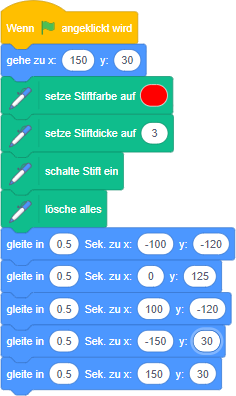 Wenn angeklickt wird
gehe zu x: 150 y: 30
setze Stiftfarbe auf
setze Stiftdicke auf 3
schalte Stift ein
lösche alles
gleite in 0.5 Sek. zu x: -100 y: -120
gleite in 0.5 Sek. zu x: 0 y: 125
gleite in 0.5 Sek. zu x: 100 y: -120
gleite in 0.5 Sek. zu x: -150 y: 30
gleite in 0.5 Sek. zu x: 150 y: 30